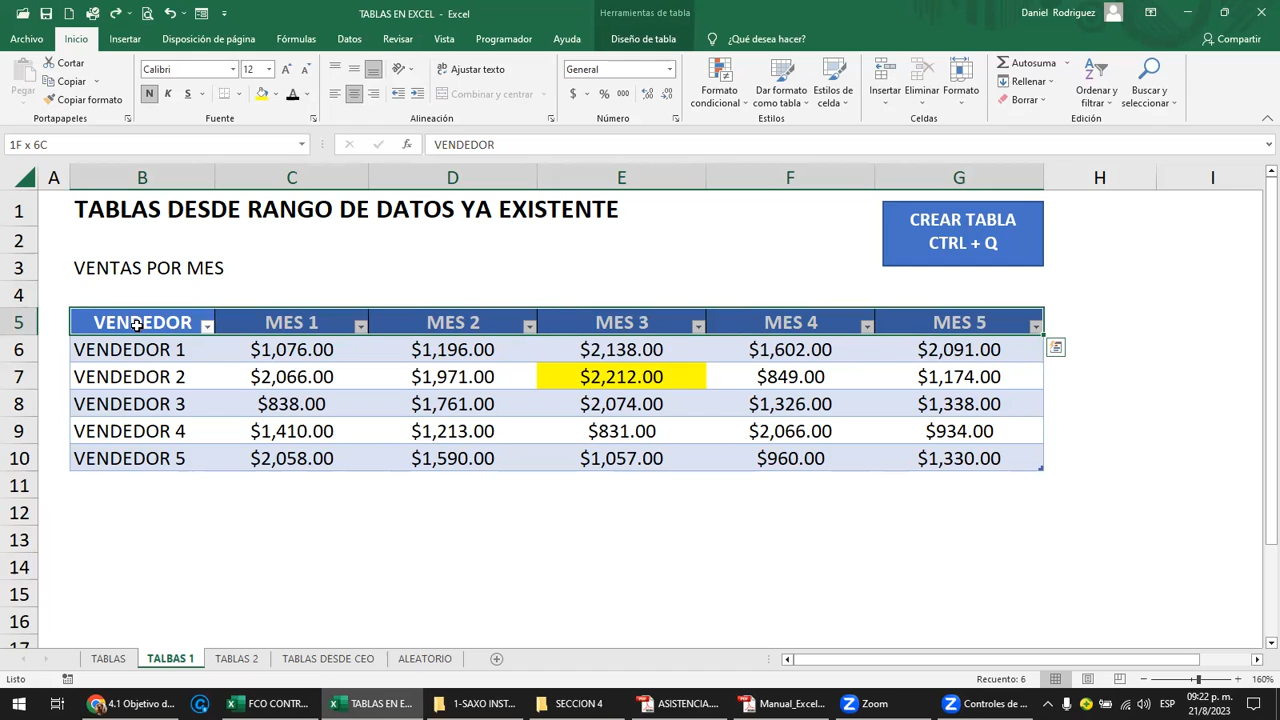 TABLAS EN EXCEL - Excel
Herramientas de tabla
Daniel Rodriguez
Archivo Inicio Insertar Disposición de página Fórmulas Datos Revisar Vista Programador Ayuda Diseño de tabla ¿Qué desea hacer? Compartir
Pegar
Cortar
Copiar
Copiar formato
Portapapeles
Calibri 12
N K S A
Fuente
Ajustar texto
Combinar y centrar
Alineación
General
$ % 000
Número
Formato condicional
Dar formato como tabla
Estilos de celda
Estilos
Insertar Eliminar Formato
Celdas
Autosuma
Rellenar
Borrar
Ordenar y filtrar
Buscar y seleccionar
Edición
1F x 6C fx VENDEDOR
A B C D E F G H I
1 TABLAS DESDE RANGO DE DATOS YA EXISTENTE
CREAR TABLA
CTRL + Q
2
3 VENTAS POR MES
4
5 VENDEDOR MES 1 MES 2 MES 3 MES 4 MES 5
6 VENDEDOR 1 $1,076.00 $1,196.00 $2,138.00 $1,602.00 $2,091.00
7 VENDEDOR 2 $2,066.00 $1,971.00 $2,212.00 $849.00 $1,174.00
8 VENDEDOR 3 $838.00 $1,761.00 $2,074.00 $1,326.00 $1,338.00
9 VENDEDOR 4 $1,410.00 $1,213.00 $831.00 $2,066.00 $934.00
10 VENDEDOR 5 $2,058.00 $1,590.00 $1,057.00 $960.00 $1,330.00
11
12
13
14
15
16
17
TABLAS TALBAS 1 TABLAS 2 TABLAS DESDE CEO ALEATORIO
Listo Recuento: 6 160%
4.1 Objetivo d... FCO CONTR... TABLAS EN E... 1-SAXO INST... SECCION 4 ASISTENCIA.... Manual_Exce... Zoom Controles de ... ESP 09:22 p. m.
21/8/2023